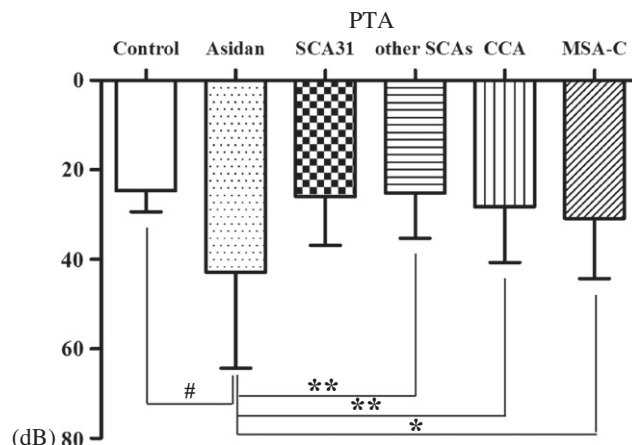 PTA
Control Asidan SCA31 other SCAs CCA MSA-C
0
20
40
60
# **
**
*
(dB) 80